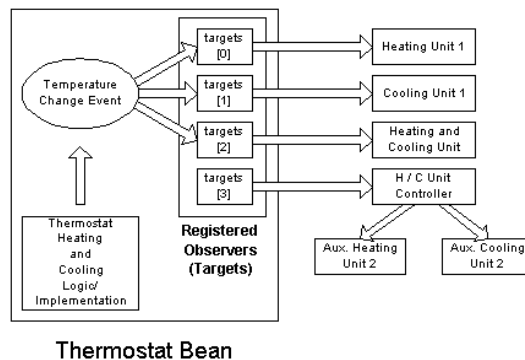 Temperature
Change Event
targets
[0]
targets
[1]
targets
[2]
targets
[3]
Heating Unit 1
Cooling Unit 1
Heating and
Cooling Unit
H / C Unit
Controller
Aux. Heating
Unit 2
Aux. Cooling
Unit 2
Thermostat
Heating
and
Cooling
Logic/
Implementation
Registered
Observers
(Targets)
Thermostat Bean